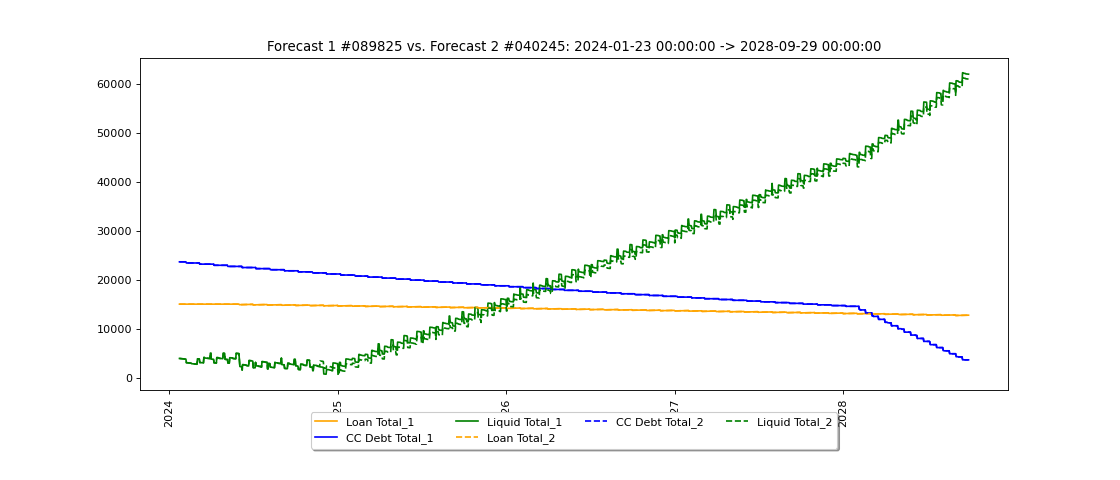 Forecast 1 #089825 vs. Forecast 2 #040245: 2024-01-23 00:00:00 -> 2028-09-29 00:00:00
60000
50000
40000
30000
20000
10000
0
2024
25
26
27
2028
Loan Total_1
Liquid Total_1
CC Debt Total_2
Liquid Total_2
CC Debt Total_1
Loan Total_2